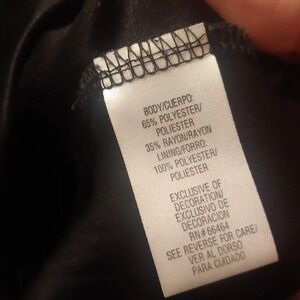 BODY/CUERPO:
65% POLYESTER/
POLIESTER
35% RAYON/RAYON
LINING/FORRO:
100% POLYESTER/
POLIESTER
EXCLUSIVE OF
DECORATION/
EXCLUSIVO DE
DECORACION
RN# 66464
SEE REVERSE FOR CARE/
VER AL DORSO
PARA CUIDADO